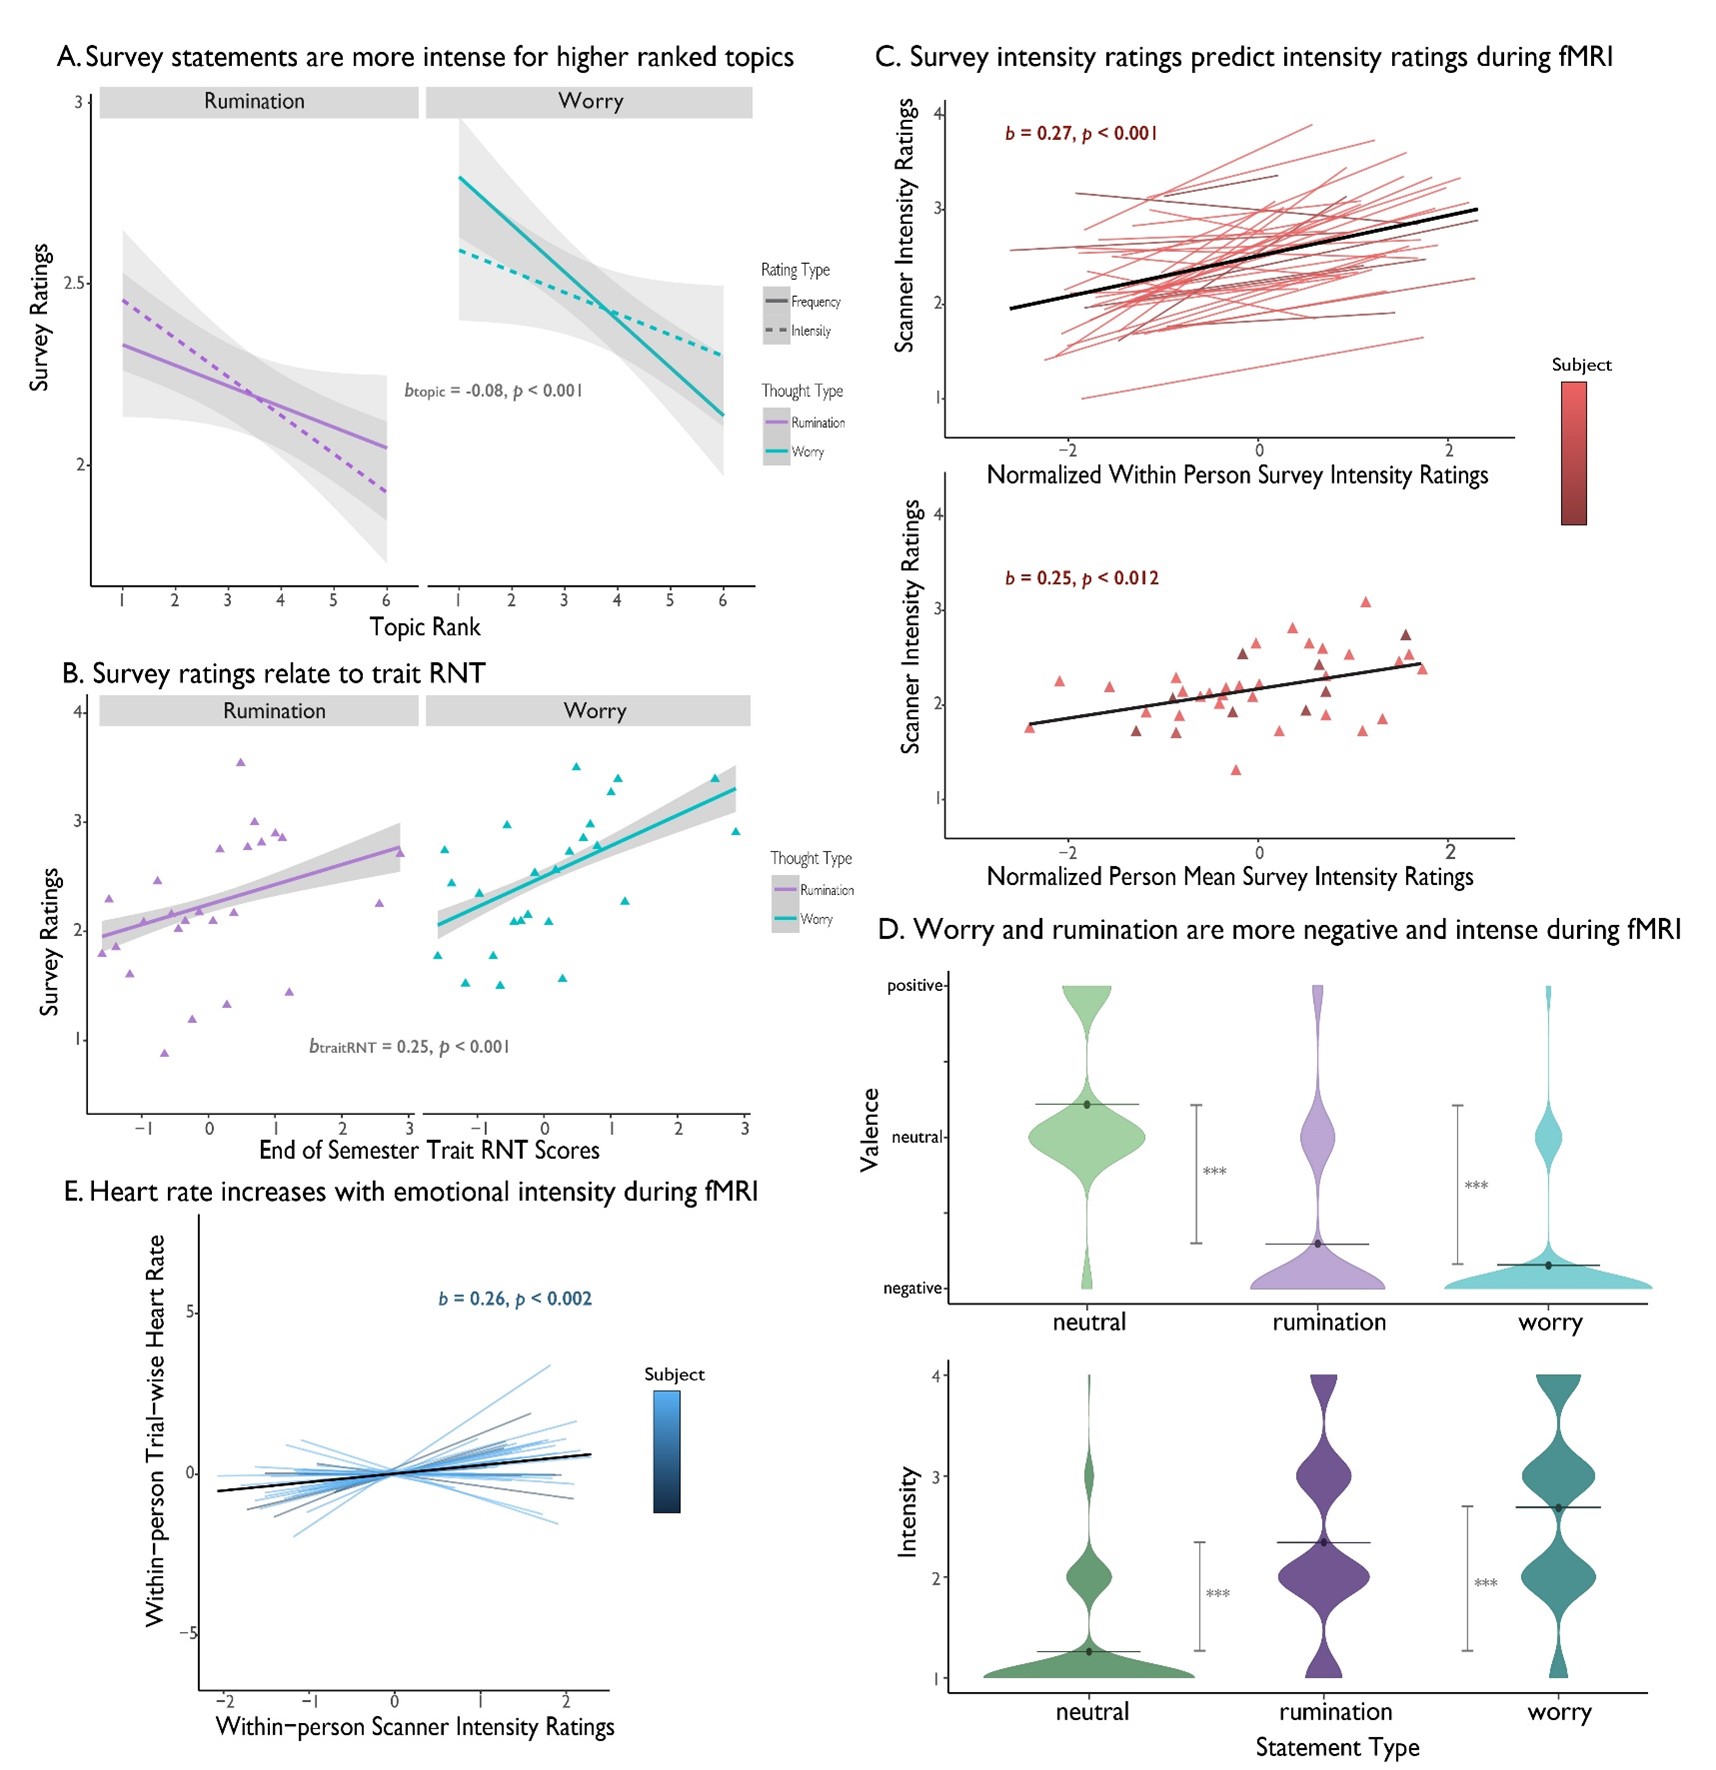 A. Survey statements are more intense for higher ranked topics
Rumination
Worry
3
2.5
2
Survey Ratings
btopic = -0.08, p < 0.001
Rating Type
Frequency
Intensity
Thought Type
Rumination
Worry
1 2 3 4 5 6
1 2 3 4 5 6
Topic Rank
B. Survey ratings relate to trait RNT
Rumination
Worry
4
3
2
1
Survey Ratings
btraitRNT = 0.25, p < 0.001
Thought Type
Rumination
Worry
−1 0 1 2 3
−1 0 1 2 3
End of Semester Trait RNT Scores
C. Survey intensity ratings predict intensity ratings during fMRI
4
3
2
1
Scanner Intensity Ratings
b = 0.27, p < 0.001
−2 0 2
Normalized Within Person Survey Intensity Ratings
Subject
4
3
2
1
Scanner Intensity Ratings
b = 0.25, p < 0.012
−2 0 2
Normalized Person Mean Survey Intensity Ratings
D. Worry and rumination are more negative and intense during fMRI
positive
neutral
negative
Valence
***
***
neutral rumination worry
4
3
2
1
Intensity
***
***
neutral rumination worry
Statement Type
E. Heart rate increases with emotional intensity during fMRI
5
0
−5
Within−person Trial−wise Heart Rate
b = 0.26, p < 0.002
Subject
−2 −1 0 1 2
Within−person Scanner Intensity Ratings